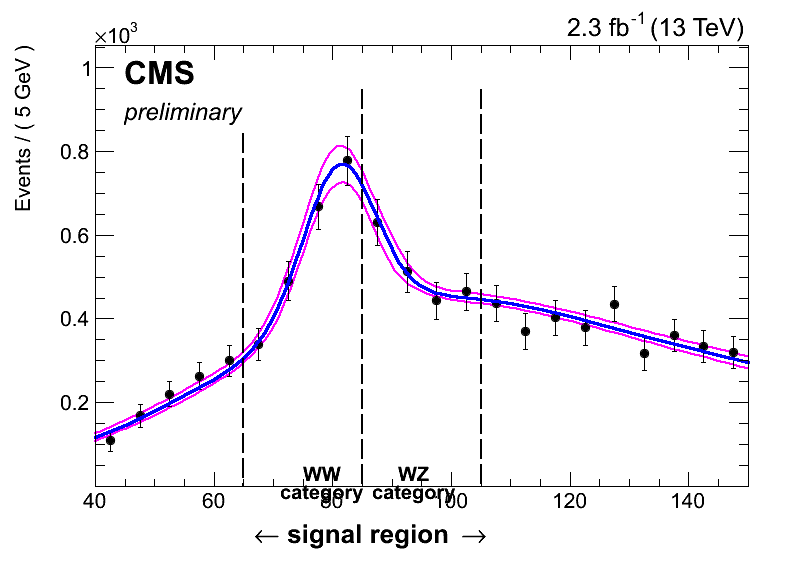 ×10³
2.3 fb⁻¹ (13 TeV)
Events / ( 5 GeV )
1
CMS
preliminary
0.8
0.6
0.4
0.2
WW WZ
category category
40 60 80 100 120 140
← signal region →